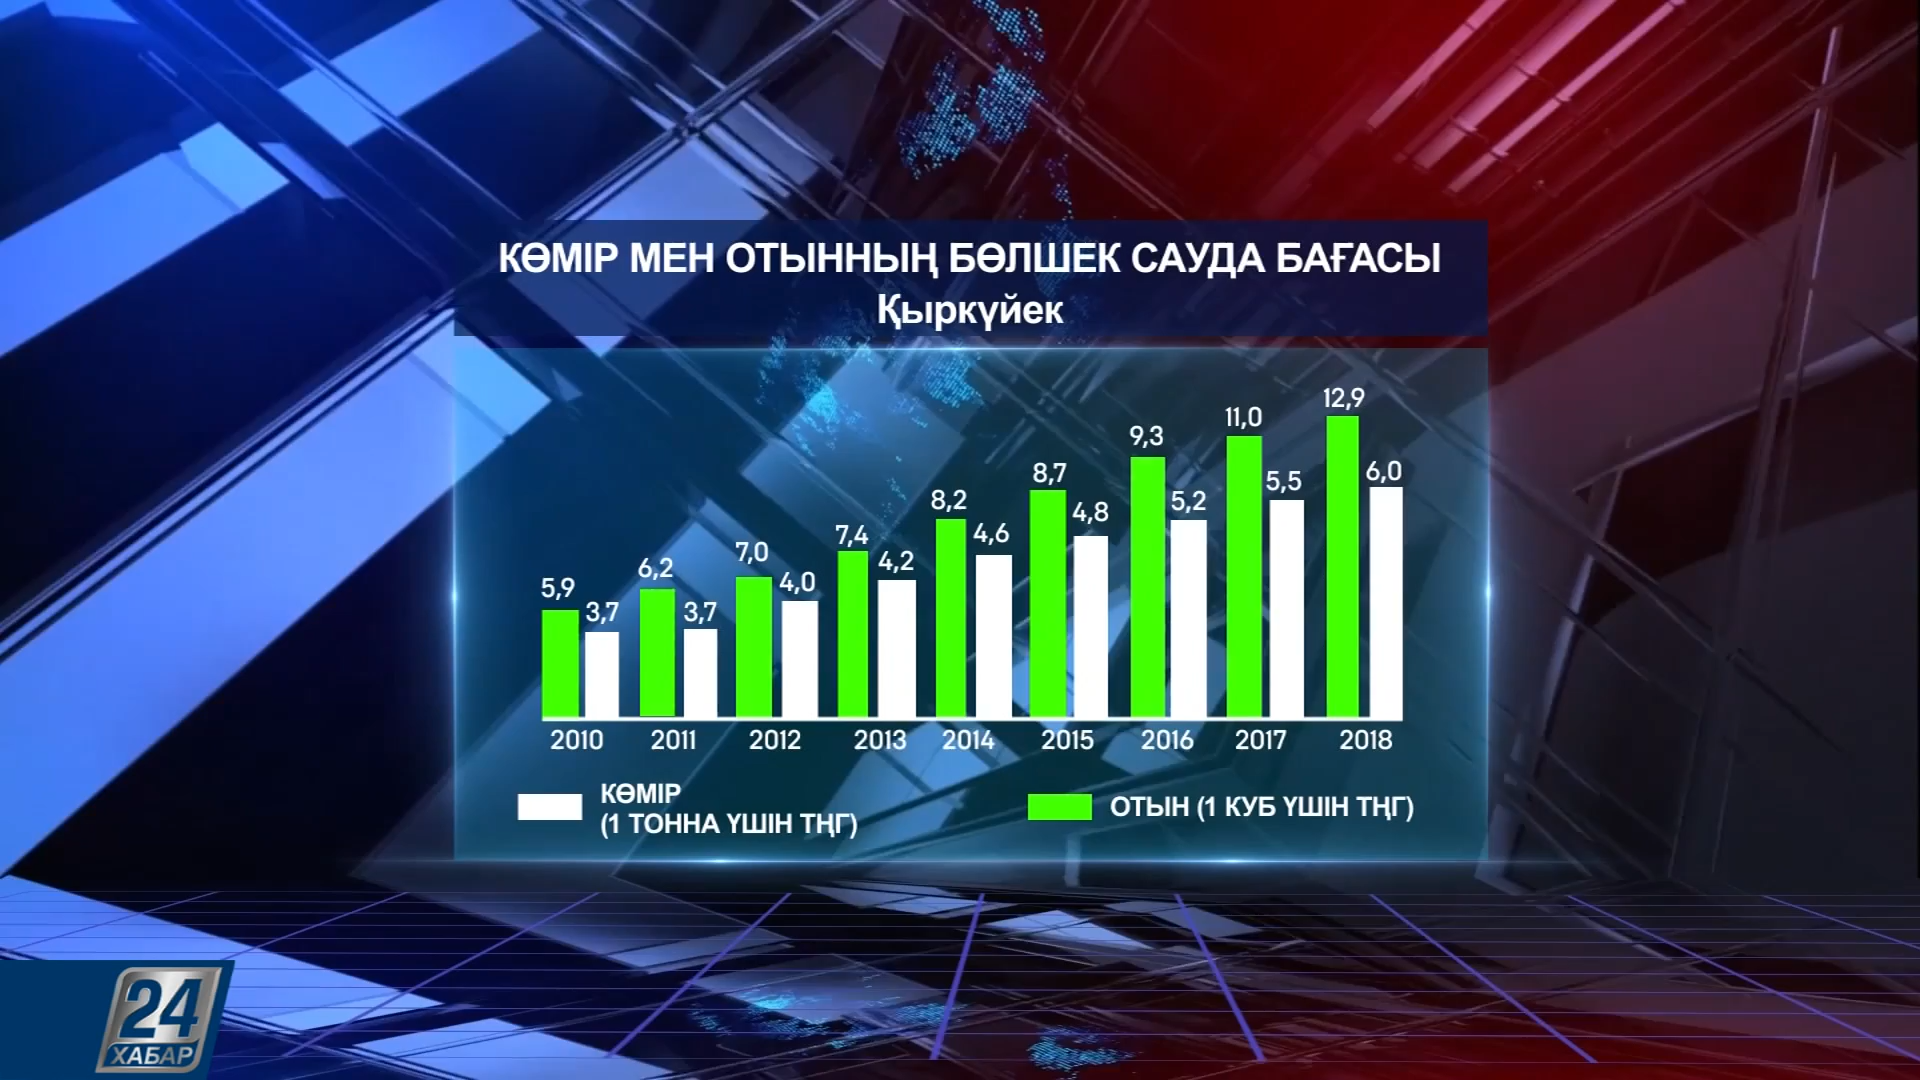 КӨМІР МЕН ОТЫННЫҢ БӨЛШЕК САУДА БАҒАСЫ
Қыркүйек
5,9 3,7 6,2 3,7 7,0 4,0 7,4 4,2 8,2 4,6 8,7 4,8 9,3 5,2 11,0 5,5 12,9 6,0
2010 2011 2012 2013 2014 2015 2016 2017 2018
КӨМІР
(1 ТОННА ҮШІН ТҢГ)
ОТЫН (1 КУБ ҮШІН ТҢГ)
24
ХАБАР